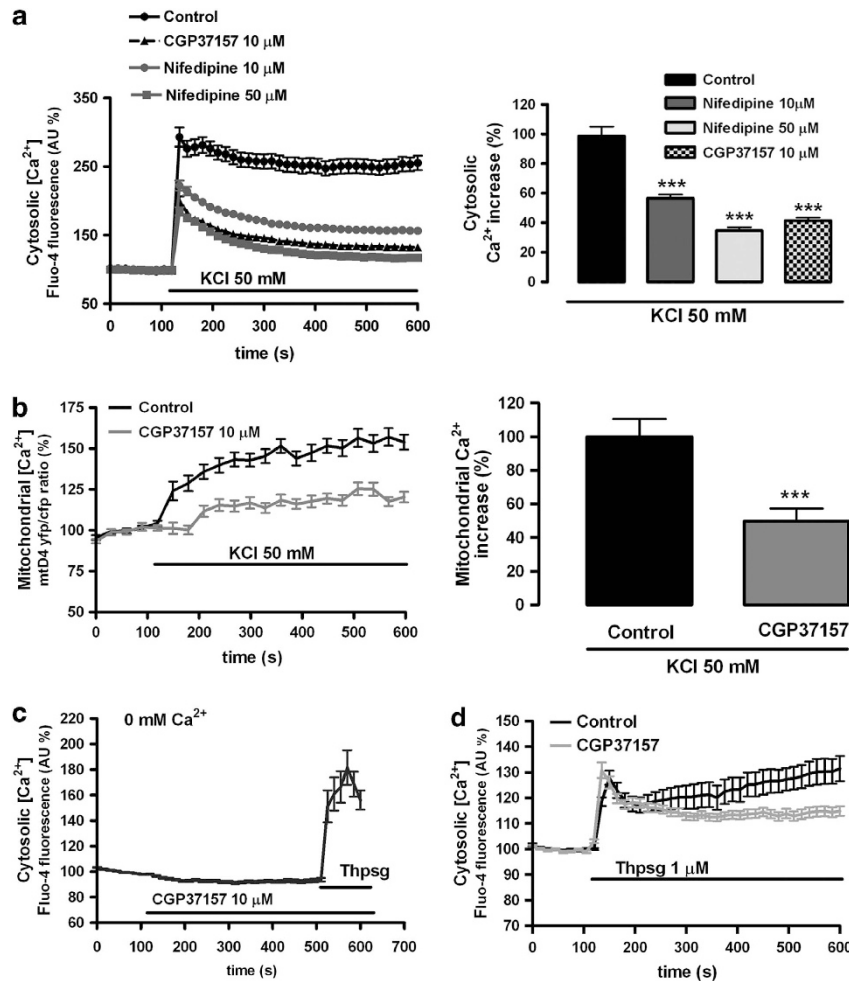 a
Control
CGP37157 10 μM
Nifedipine 10 μM
Nifedipine 50 μM
Cytosolic [Ca²⁺]
Fluo-4 fluorescence (AU %)
350
300
250
200
150
100
50
KCl 50 mM
0 100 200 300 400 500 600
time (s)
Control
Nifedipine 10μM
Nifedipine 50 μM
CGP37157 10 μM
Cytosolic
Ca²⁺ increase (%)
120
100
80
60
40
20
0
*** *** ***
KCl 50 mM
b
Control
CGP37157 10 μM
Mitochondrial [Ca²⁺]
mtD4 yfp/cfp ratio (%)
175
150
125
100
75
50
KCl 50 mM
0 100 200 300 400 500 600
time (s)
Mitochondrial Ca²⁺
increase (%)
120
100
80
60
40
20
0
***
Control CGP37157
KCl 50 mM
c
0 mM Ca²⁺
Cytosolic [Ca²⁺]
Fluo-4 fluorescence (AU %)
220
200
180
160
140
120
100
80
60
Thpsg
CGP37157 10 μM
0 100 200 300 400 500 600 700
time (s)
d
Control
CGP37157
Cytosolic [Ca²⁺]
Fluo-4 fluorescence (AU %)
150
140
130
120
110
100
90
80
70
Thpsg 1 μM
0 100 200 300 400 500 600
time (s)